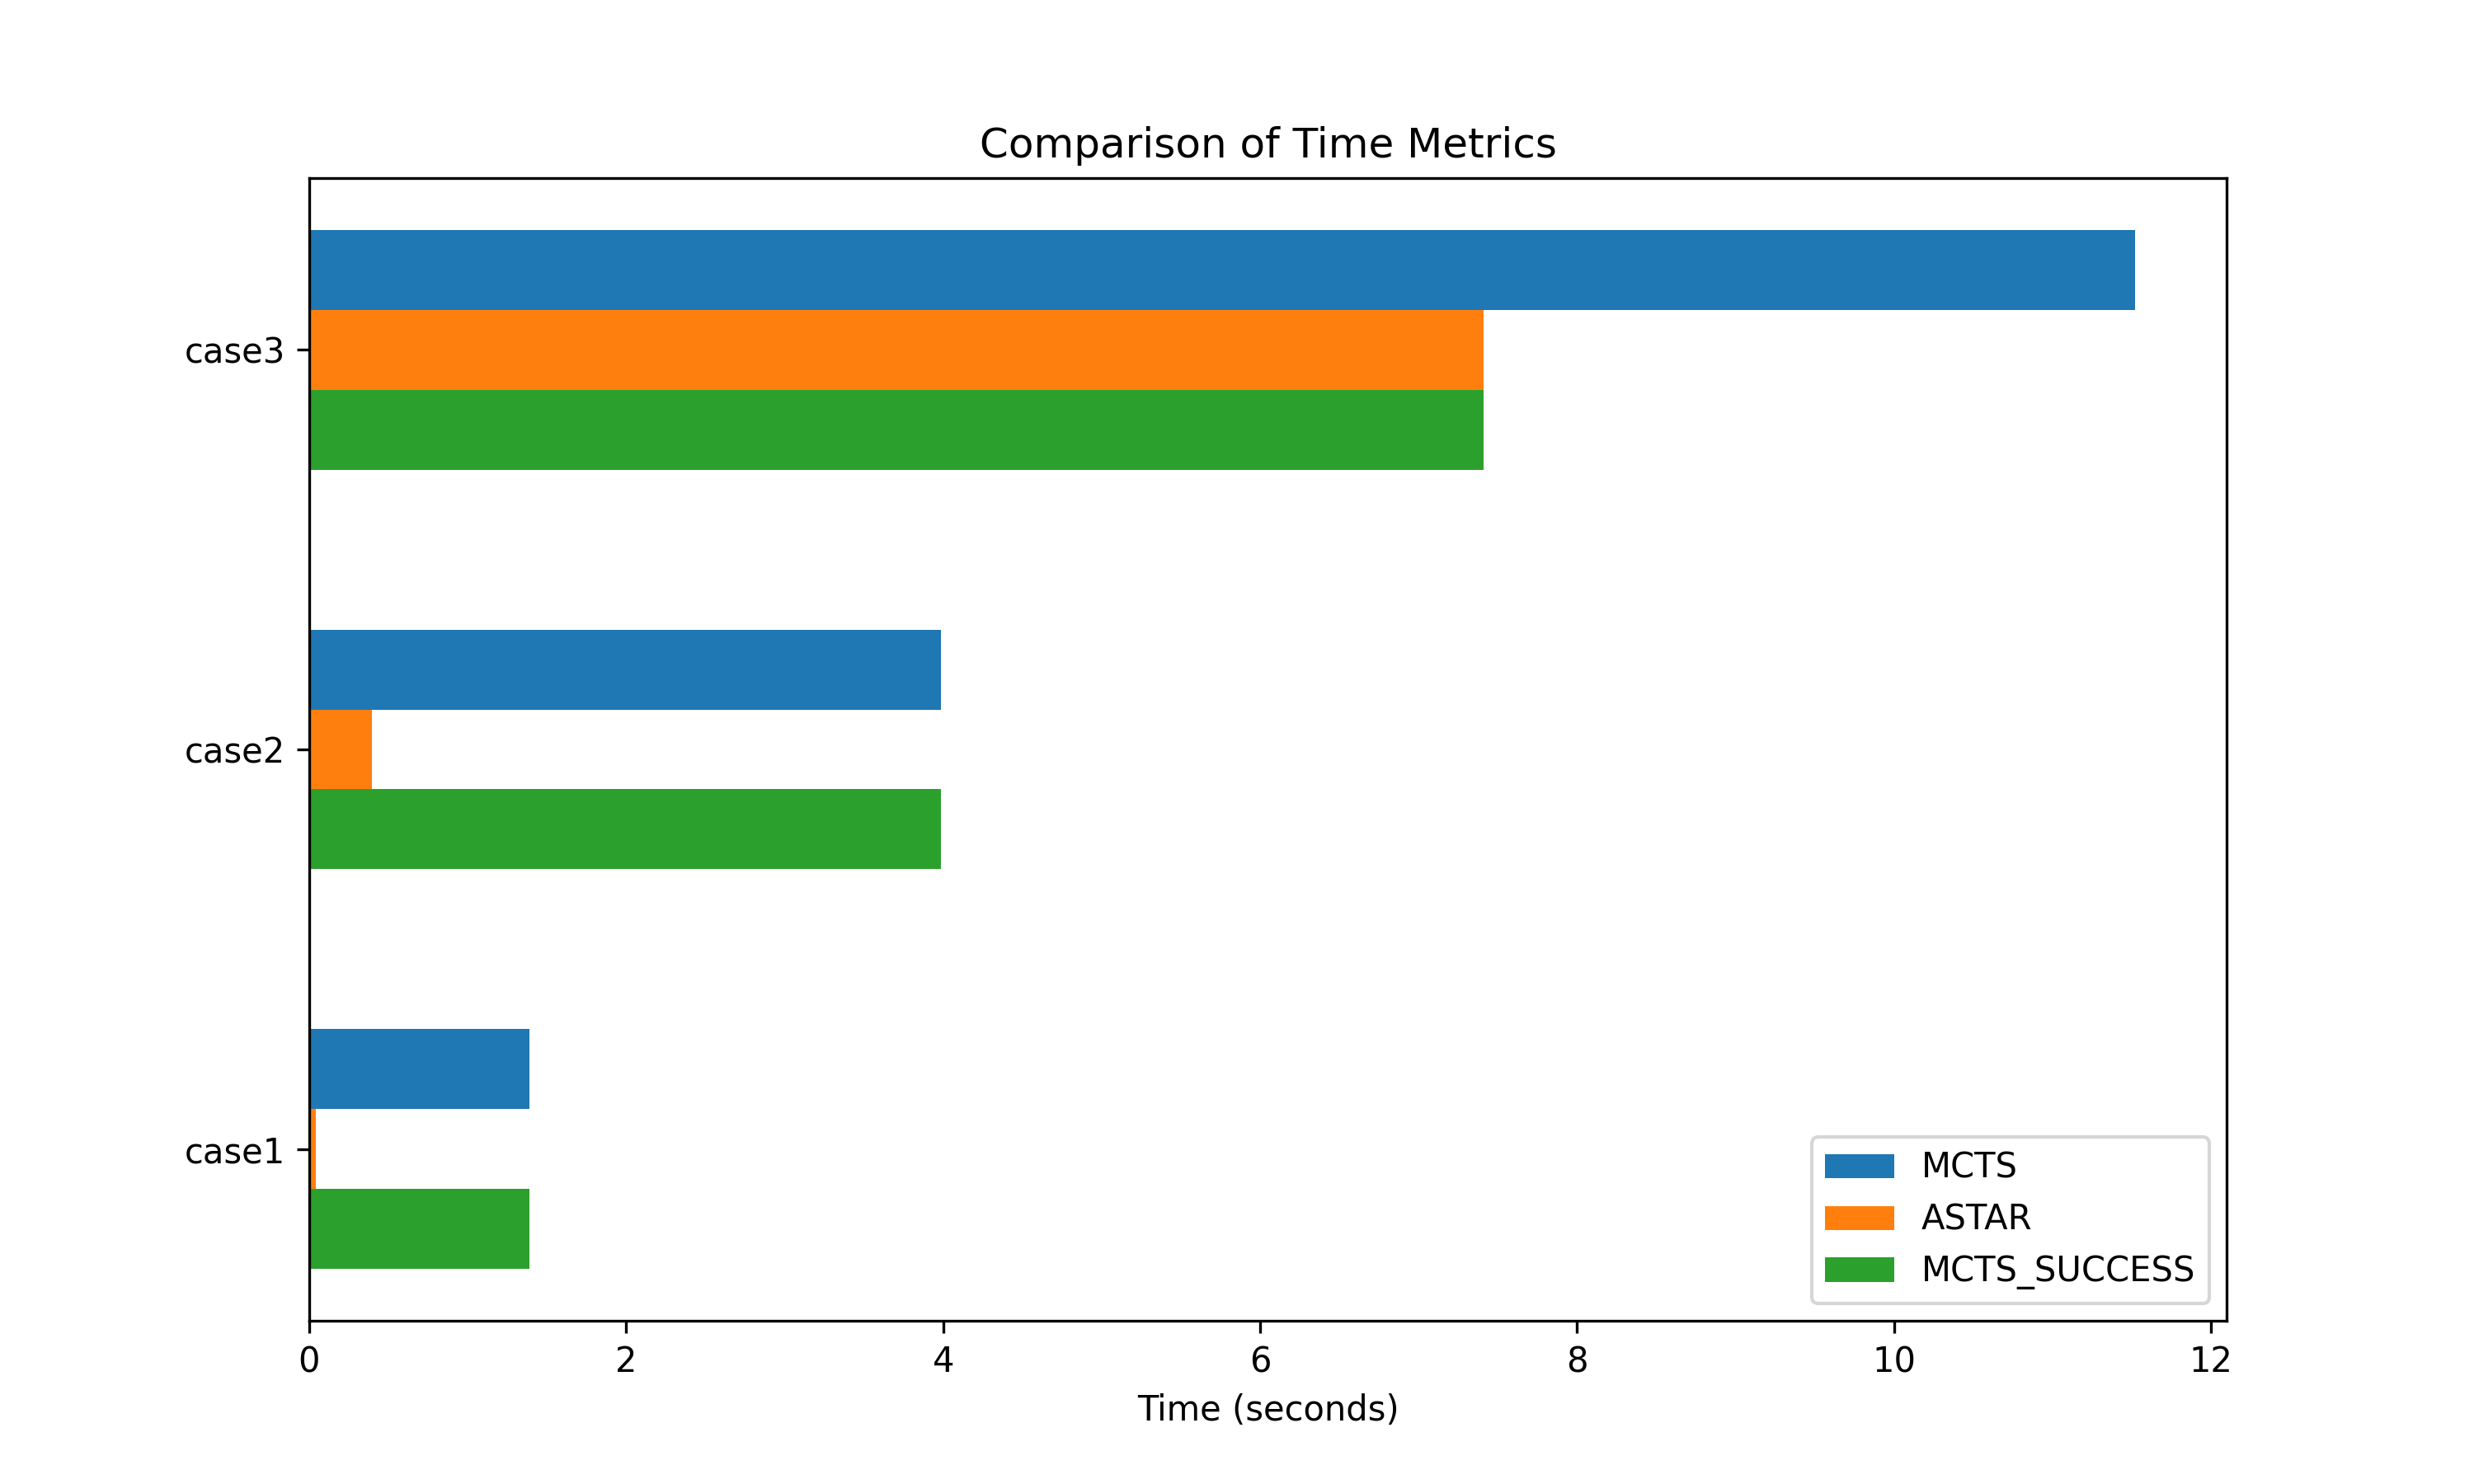 Comparison of Time Metrics
case3
case2
case1
MCTS
ASTAR
MCTS_SUCCESS
0 2 4 6 8 10 12
Time (seconds)